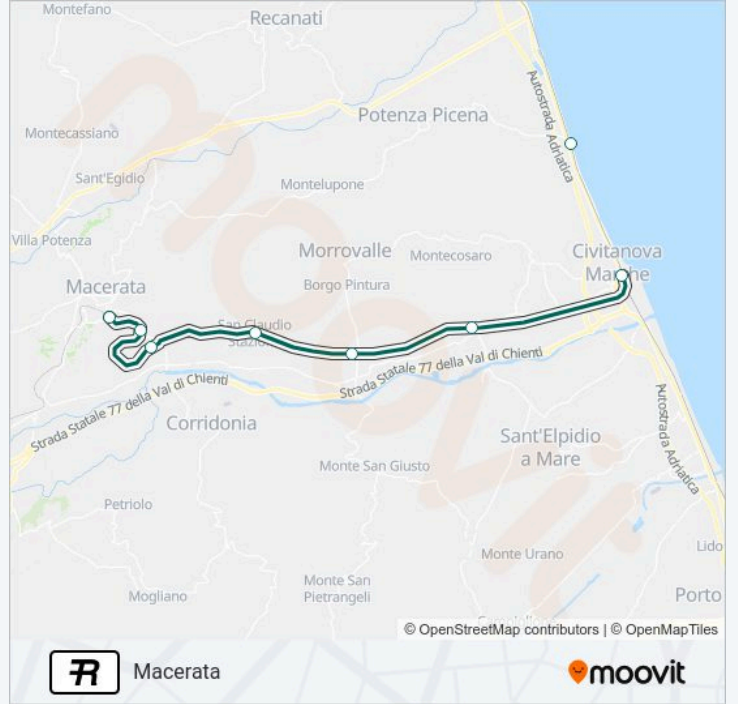 Montefano
Recanati
Autostrada Adriatica
Potenza Picena
Montecassiano
Sant'Egidio
Montelupone
Villa Potenza
Morrovalle
Montecosaro
Civitanova
Marche
Macerata
Borgo Pintura
San Claudio
Stazione
Strada Statale 77 della Val di Chienti
Strada Statale 77 della Val di Chienti
Autostrada Adriatica
Corridonia
Sant'Elpidio
a Mare
Monte San Giusto
Petriolo
Monte Urano
Lido
Mogliano
Monte San
Pietrangeli
Porto
© OpenStreetMap contributors | © OpenMapTiles
R Macerata
moovit
moovit